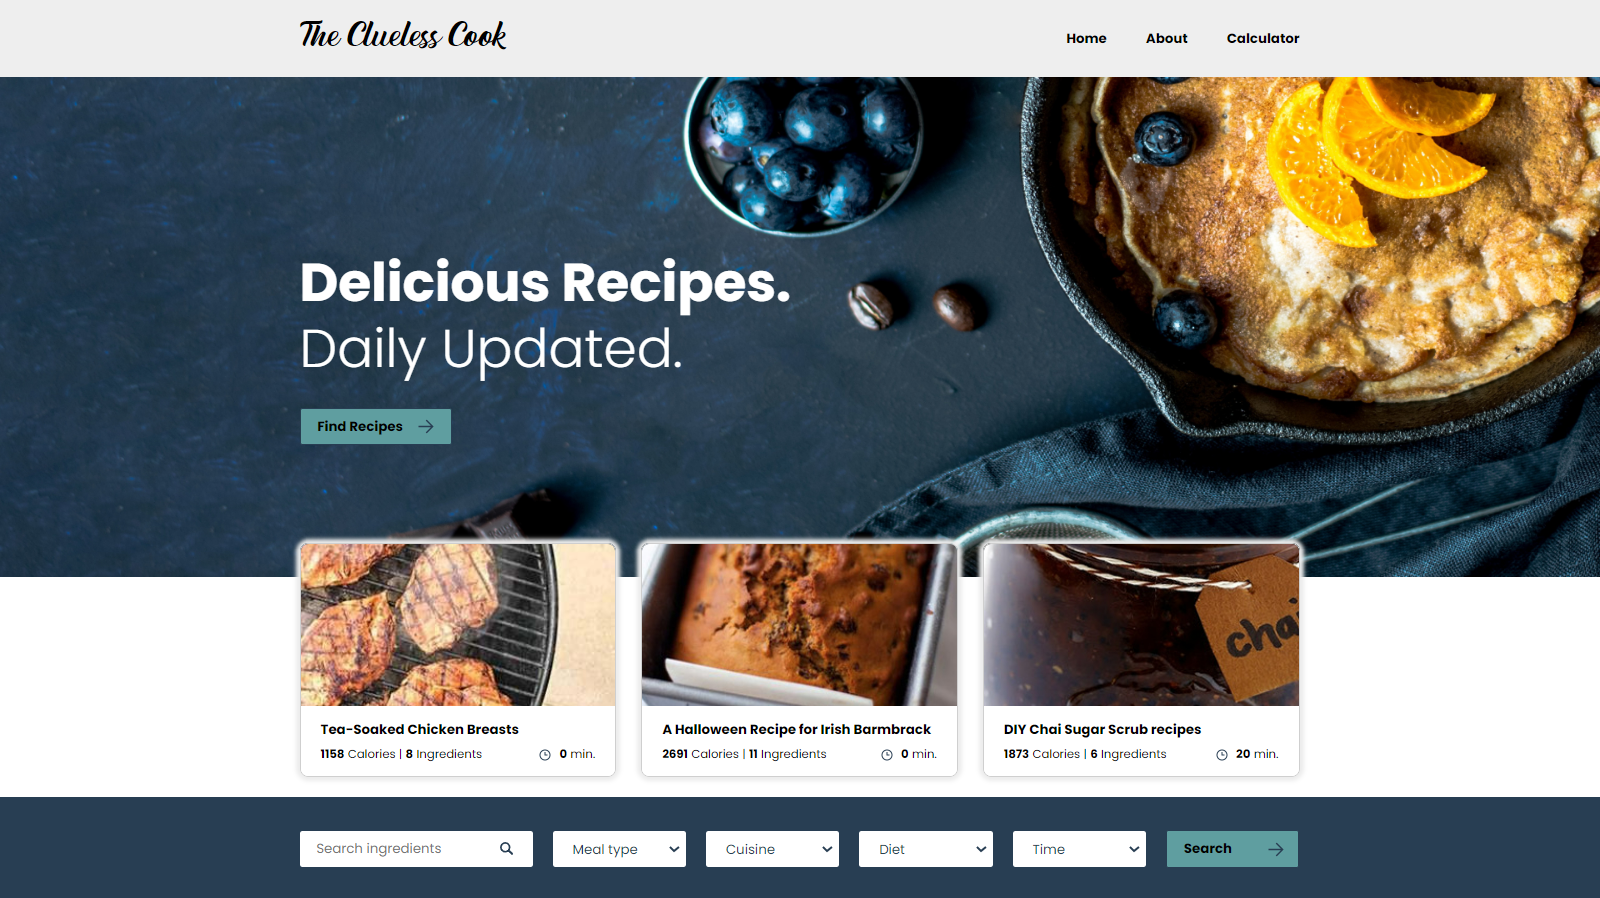 The Clueless Cook
Home About Calculator
Delicious Recipes.
Daily Updated.
Find Recipes
chai
Tea-Soaked Chicken Breasts
1158 Calories | 8 Ingredients 0 min.
A Halloween Recipe for Irish Barmbrack
2691 Calories | 11 Ingredients 0 min.
DIY Chai Sugar Scrub recipes
1873 Calories | 6 Ingredients 20 min.
Search ingredients Meal type Cuisine Diet Time Search